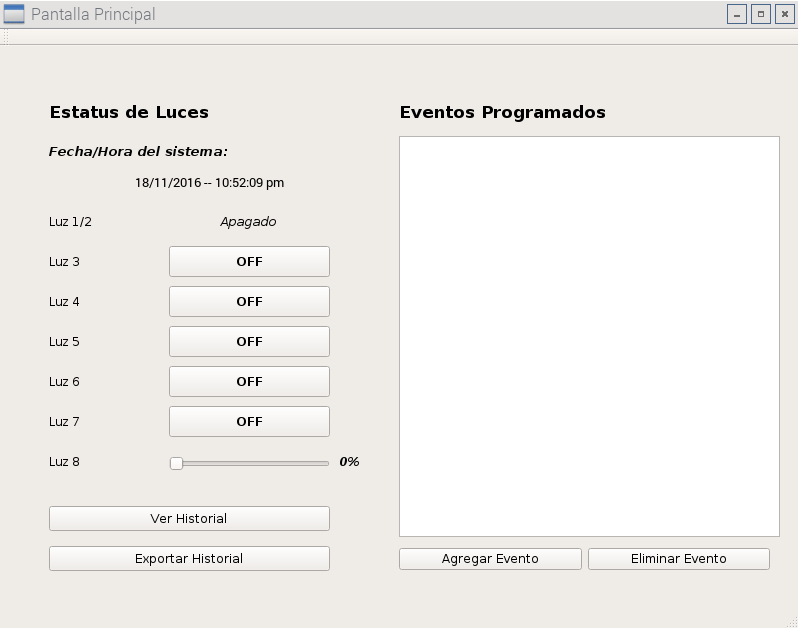 Pantalla Principal
Estatus de Luces
Fecha/Hora del sistema:
18/11/2016 -- 10:52:09 pm
Luz 1/2 Apagado
Luz 3 OFF
Luz 4 OFF
Luz 5 OFF
Luz 6 OFF
Luz 7 OFF
Luz 8 0%
Ver Historial
Exportar Historial
Eventos Programados
Agregar Evento Eliminar Evento